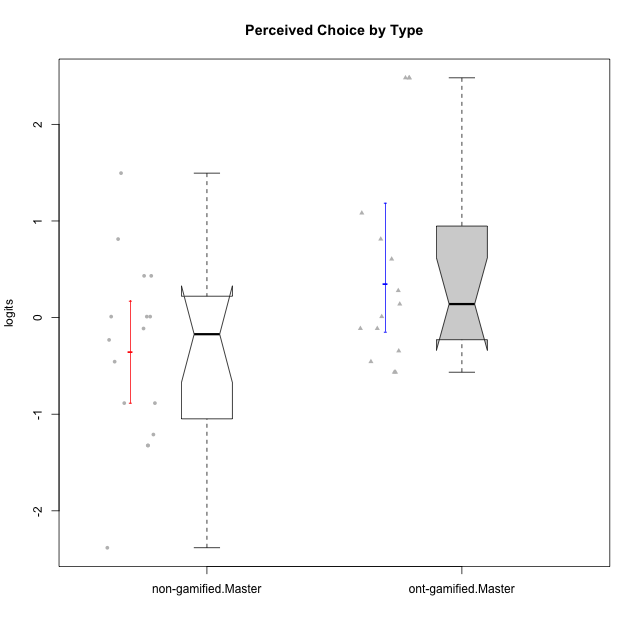 Perceived Choice by Type
logits
2
1
0
-1
-2
non-gamified.Master
ont-gamified.Master